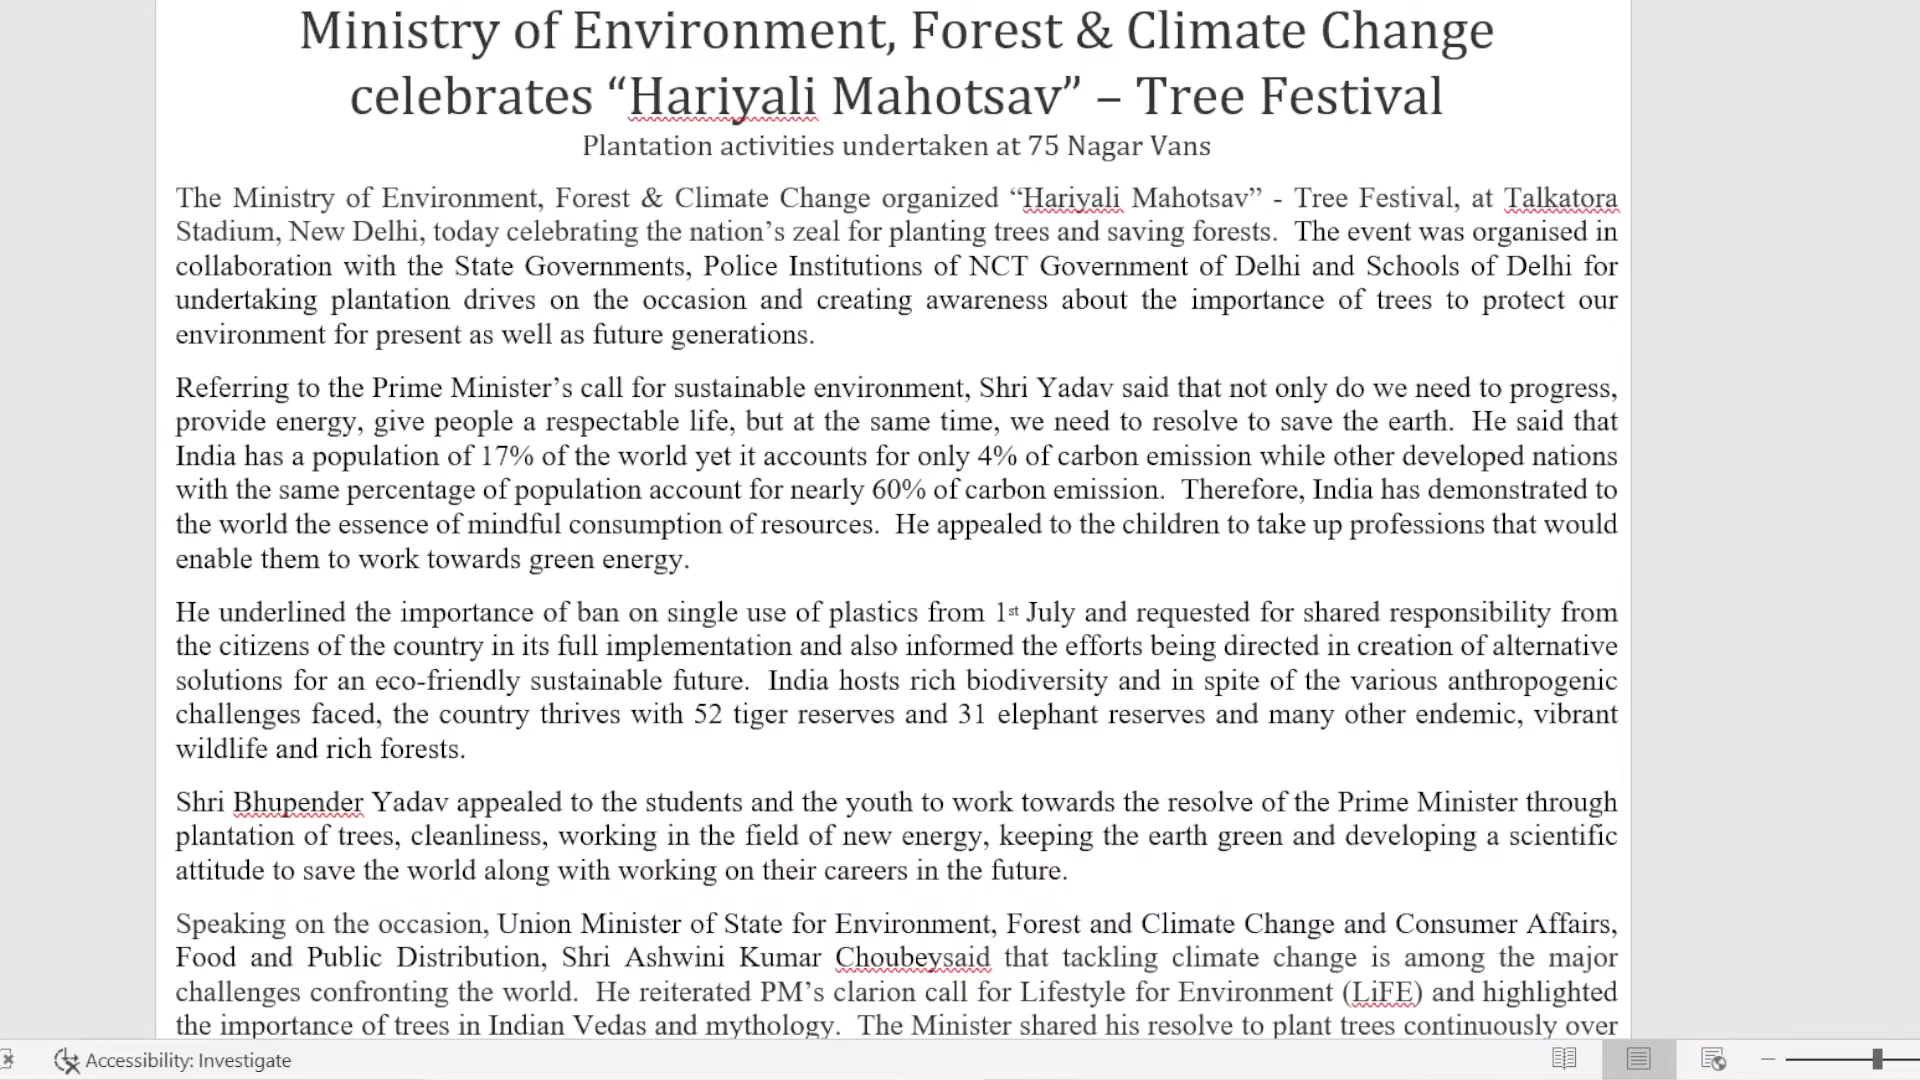 Ministry of Environment, Forest & Climate Change
celebrates “Hariyali Mahotsav” – Tree Festival
Plantation activities undertaken at 75 Nagar Vans
The Ministry of Environment, Forest & Climate Change organized “Hariyali Mahotsav” - Tree Festival, at Talkatora
Stadium, New Delhi, today celebrating the nation’s zeal for planting trees and saving forests. The event was organised in
collaboration with the State Governments, Police Institutions of NCT Government of Delhi and Schools of Delhi for
undertaking plantation drives on the occasion and creating awareness about the importance of trees to protect our
environment for present as well as future generations.
Referring to the Prime Minister’s call for sustainable environment, Shri Yadav said that not only do we need to progress,
provide energy, give people a respectable life, but at the same time, we need to resolve to save the earth. He said that
India has a population of 17% of the world yet it accounts for only 4% of carbon emission while other developed nations
with the same percentage of population account for nearly 60% of carbon emission. Therefore, India has demonstrated to
the world the essence of mindful consumption of resources. He appealed to the children to take up professions that would
enable them to work towards green energy.
He underlined the importance of ban on single use of plastics from 1st July and requested for shared responsibility from
the citizens of the country in its full implementation and also informed the efforts being directed in creation of alternative
solutions for an eco-friendly sustainable future. India hosts rich biodiversity and in spite of the various anthropogenic
challenges faced, the country thrives with 52 tiger reserves and 31 elephant reserves and many other endemic, vibrant
wildlife and rich forests.
Shri Bhupender Yadav appealed to the students and the youth to work towards the resolve of the Prime Minister through
plantation of trees, cleanliness, working in the field of new energy, keeping the earth green and developing a scientific
attitude to save the world along with working on their careers in the future.
Speaking on the occasion, Union Minister of State for Environment, Forest and Climate Change and Consumer Affairs,
Food and Public Distribution, Shri Ashwini Kumar Choubeysaid that tackling climate change is among the major
challenges confronting the world. He reiterated PM’s clarion call for Lifestyle for Environment (LiFE) and highlighted
the importance of trees in Indian Vedas and mythology. The Minister shared his resolve to plant trees continuously over
Accessibility: Investigate